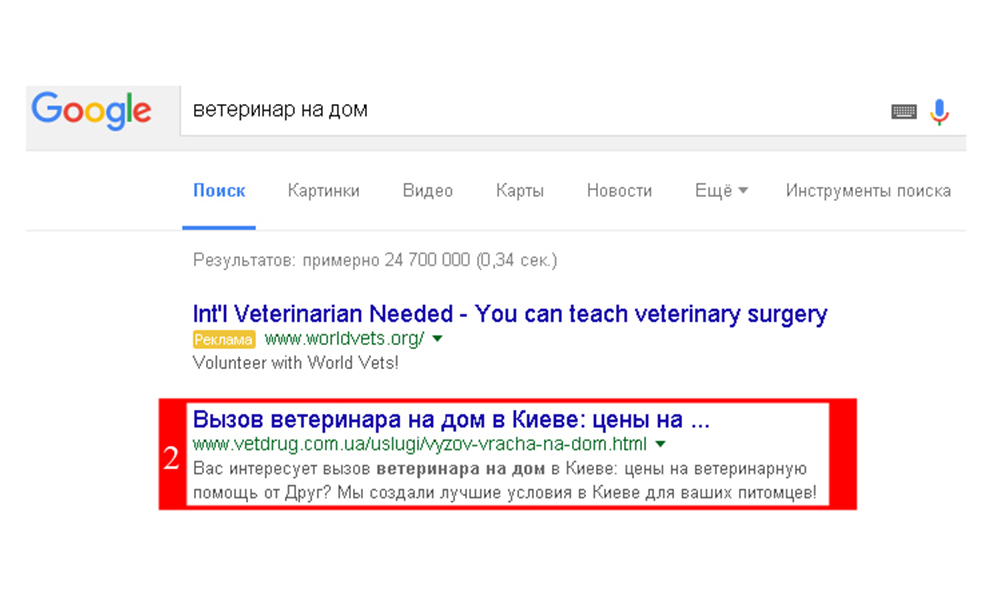 Google ветеринар на дом
Поиск Картинки Видео Карты Новости Ещё Инструменты поиска
Результатов: примерно 24 700 000 (0,34 сек.)
Int'l Veterinarian Needed - You can teach veterinary surgery
Реклама www.worldvets.org/
Volunteer with World Vets!
Вызов ветеринара на дом в Киеве: цены на ...
www.vetdrug.com.ua/uslugi/vyzov-vracha-na-dom.html
2
Вас интересует вызов ветеринара на дом в Киеве: цены на ветеринарную
помощь от Друг? Мы создали лучшие условия в Киеве для ваших питомцев!